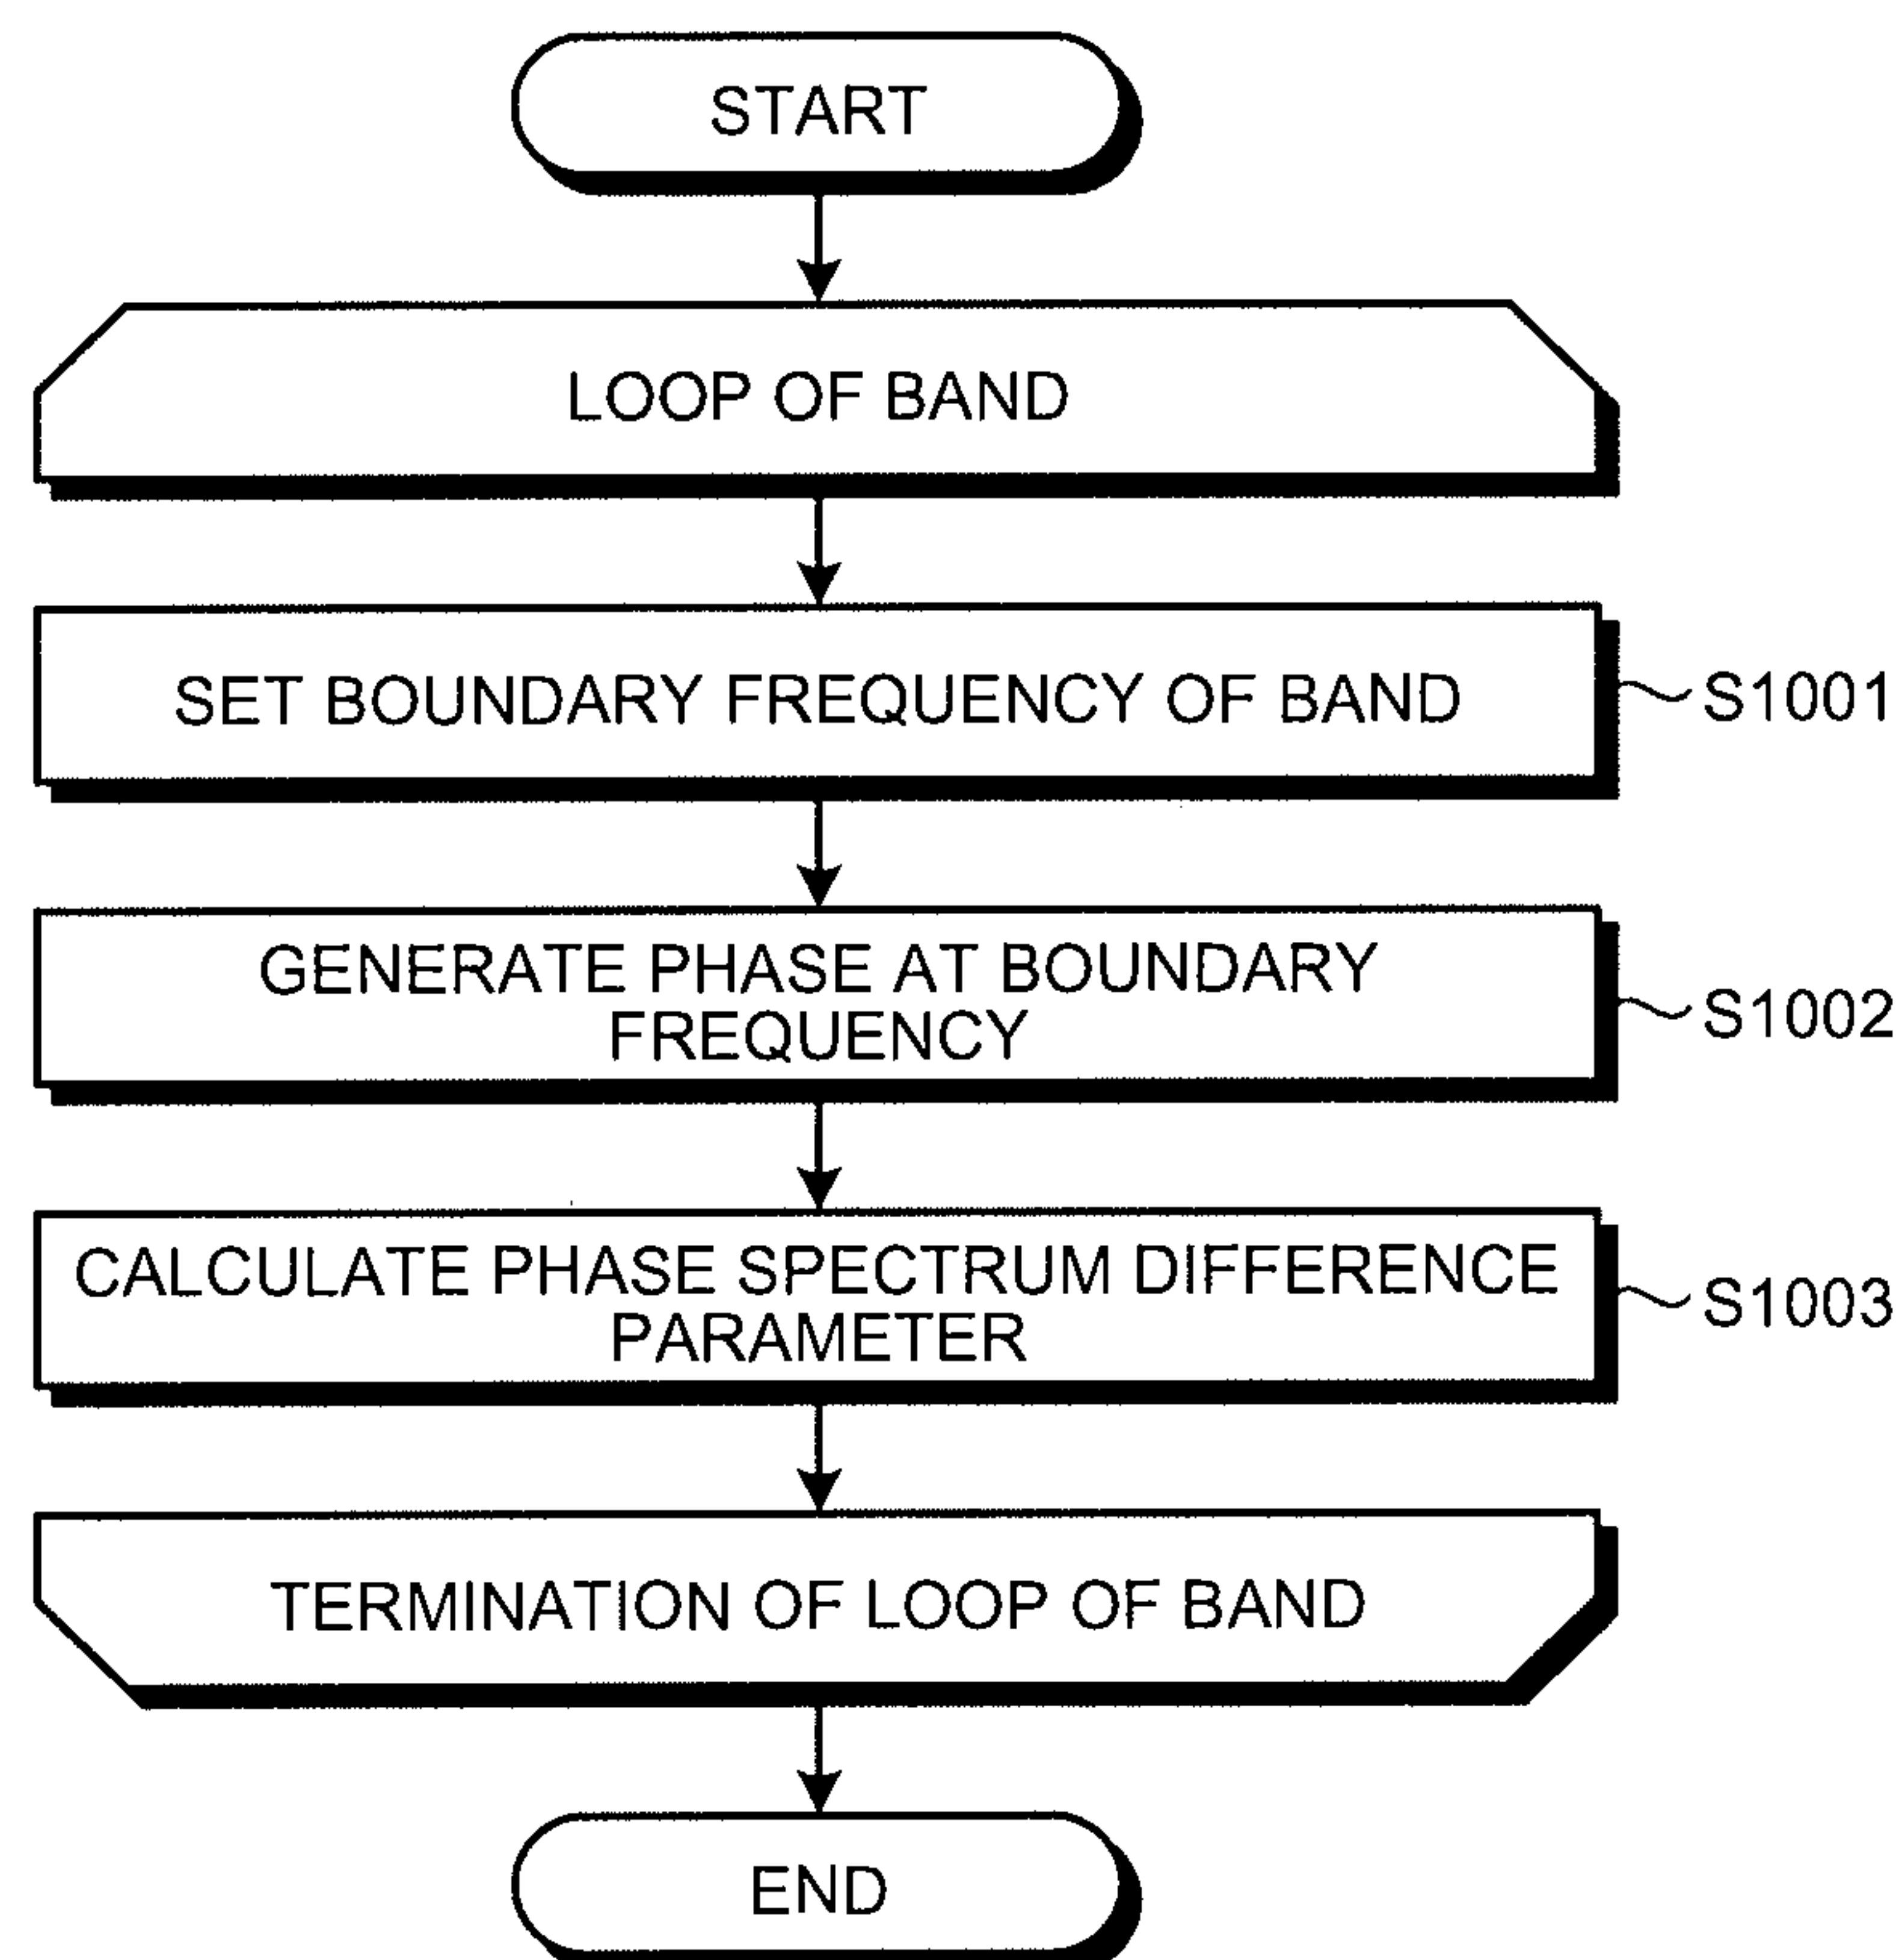 START
LOOP OF BAND
SET BOUNDARY FREQUENCY OF BAND
S1001
GENERATE PHASE AT BOUNDARY
FREQUENCY
S1002
CALCULATE PHASE SPECTRUM DIFFERENCE
PARAMETER
S1003
TERMINATION OF LOOP OF BAND
END